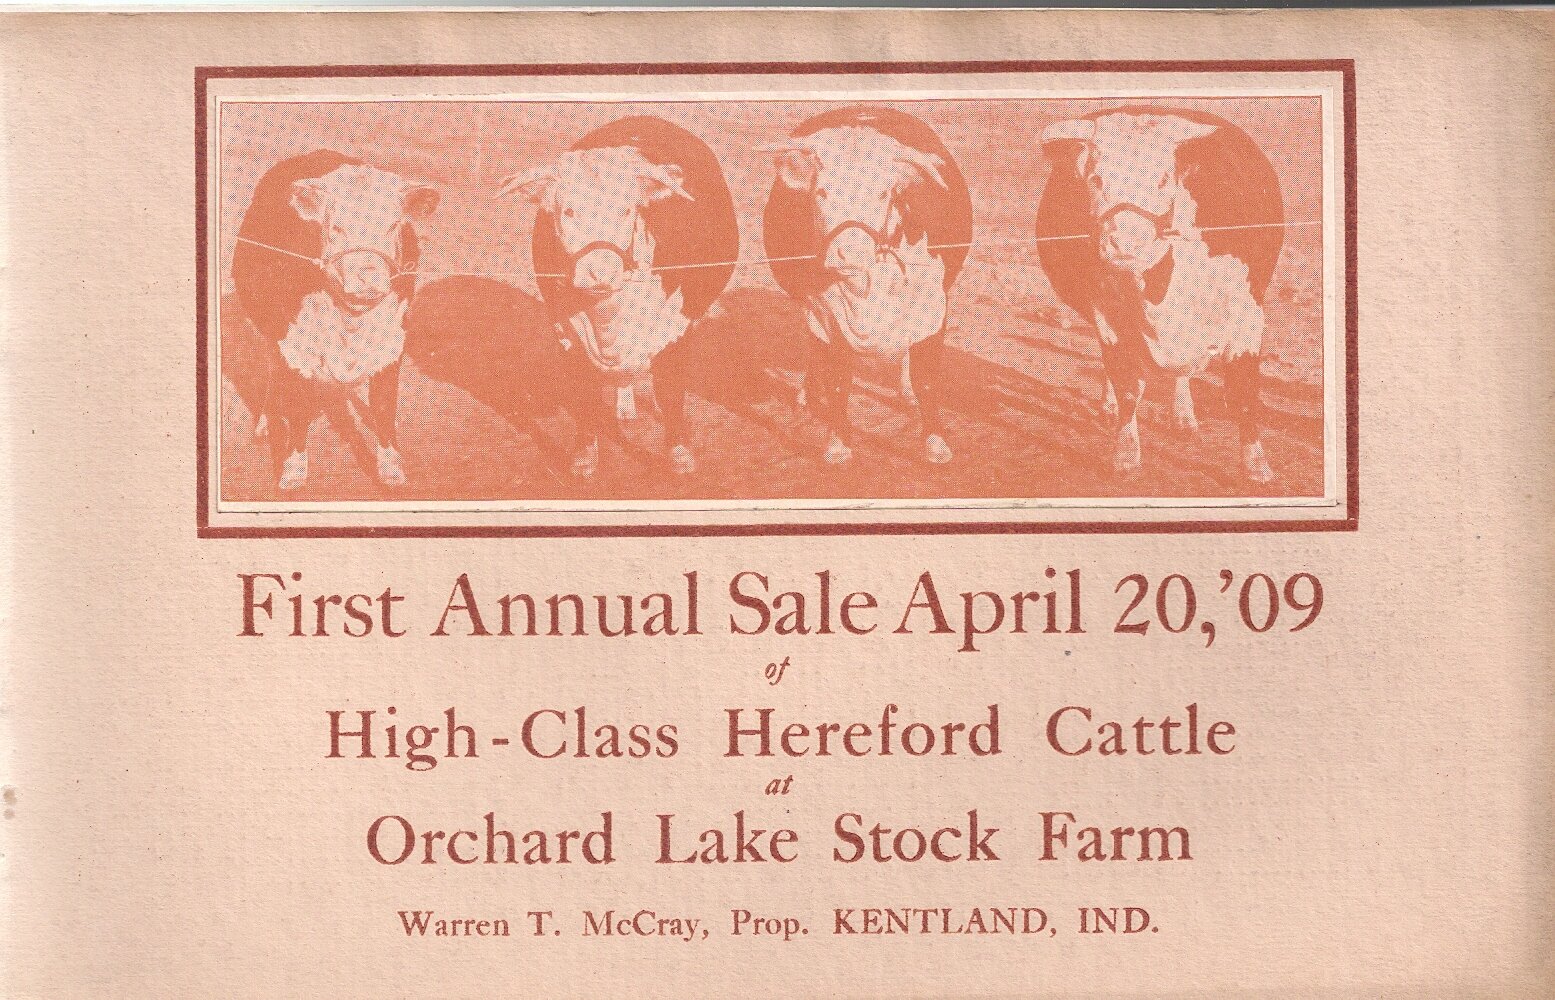 First Annual Sale April 20, '09
of
High-Class Hereford Cattle
at
Orchard Lake Stock Farm
Warren T. McCray, Prop. KENTLAND, IND.